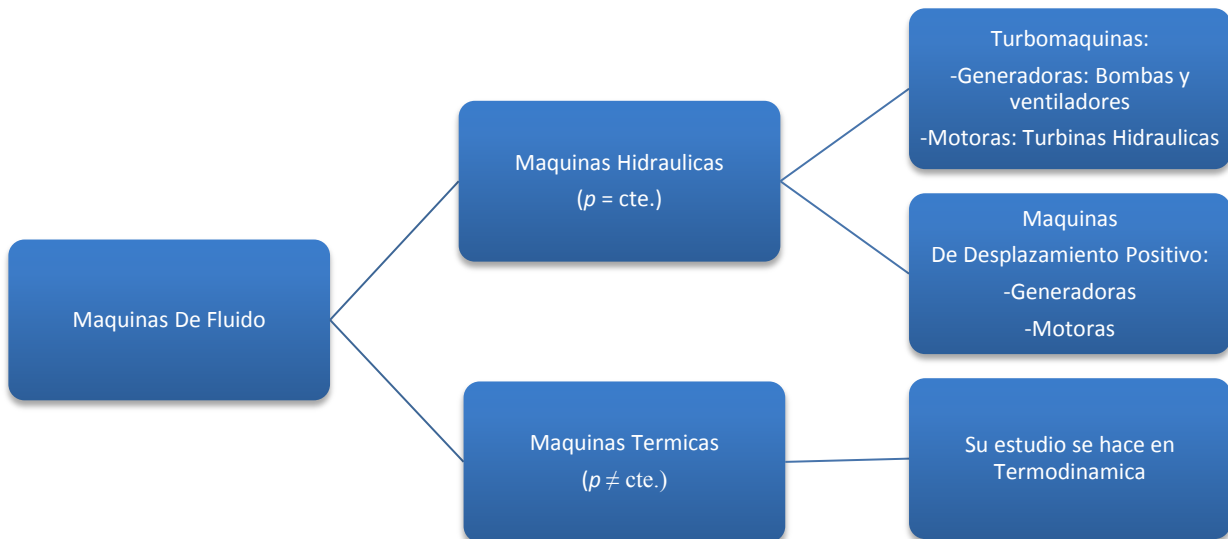 Maquinas De Fluido
Maquinas Hidraulicas
(p = cte.)
Turbomaquinas:
-Generadoras: Bombas y
ventiladores
-Motoras: Turbinas Hidraulicas
Maquinas
De Desplazamiento Positivo:
-Generadoras
-Motoras
Maquinas Termicas
(p ≠ cte.)
Su estudio se hace en
Termodinamica